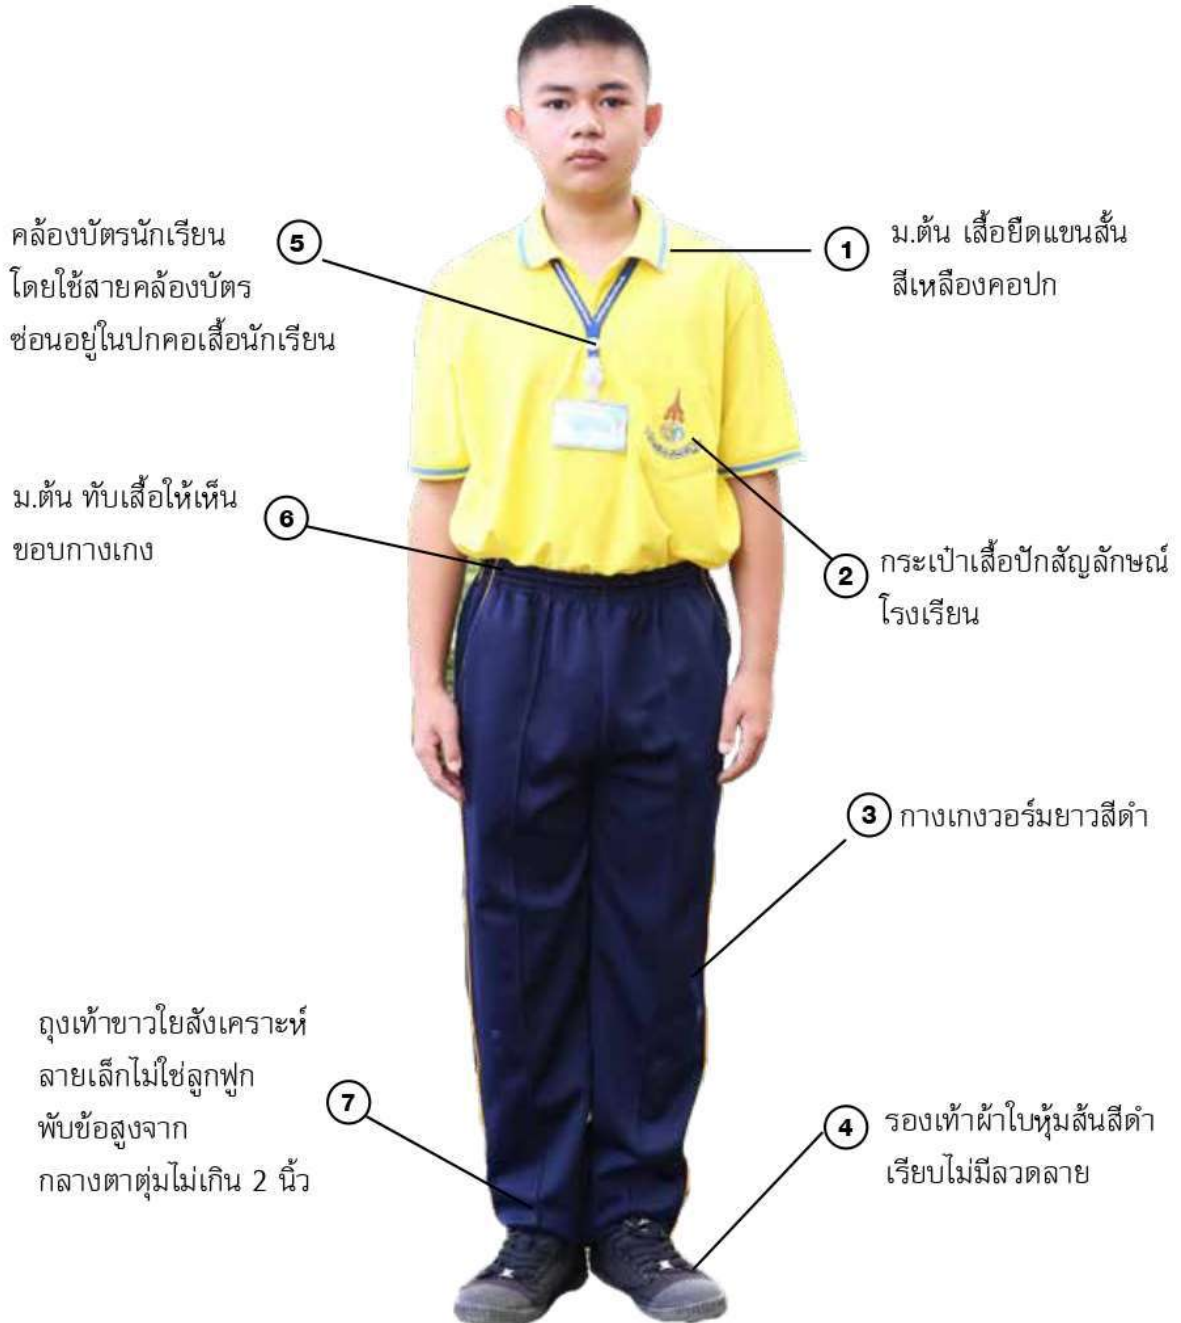 คล้องบัตรนักเรียน
โดยใช้สายคล้องบัตร
ซ่อนอยู่ในปกคอเสื้อนักเรียน
5
1
ม.ต้น เสื้อยืดแขนสั้น
สีเหลืองคอปก
ม.ต้น ทับเสื้อให้เห็น
ขอบกางเกง
6
2
กระเป๋าเสื้อปักสัญลักษณ์
โรงเรียน
3
กางเกงวอร์มยาวสีดำ
ถุงเท้าขาวใยสังเคราะห์
ลายเล็กไม่ใช่ลูกฟูก
พับข้อสูงจาก
กลางตาตุ่มไม่เกิน 2 นิ้ว
7
4
รองเท้าผ้าใบหุ้มส้นสีดำ
เรียบไม่มีลวดลาย